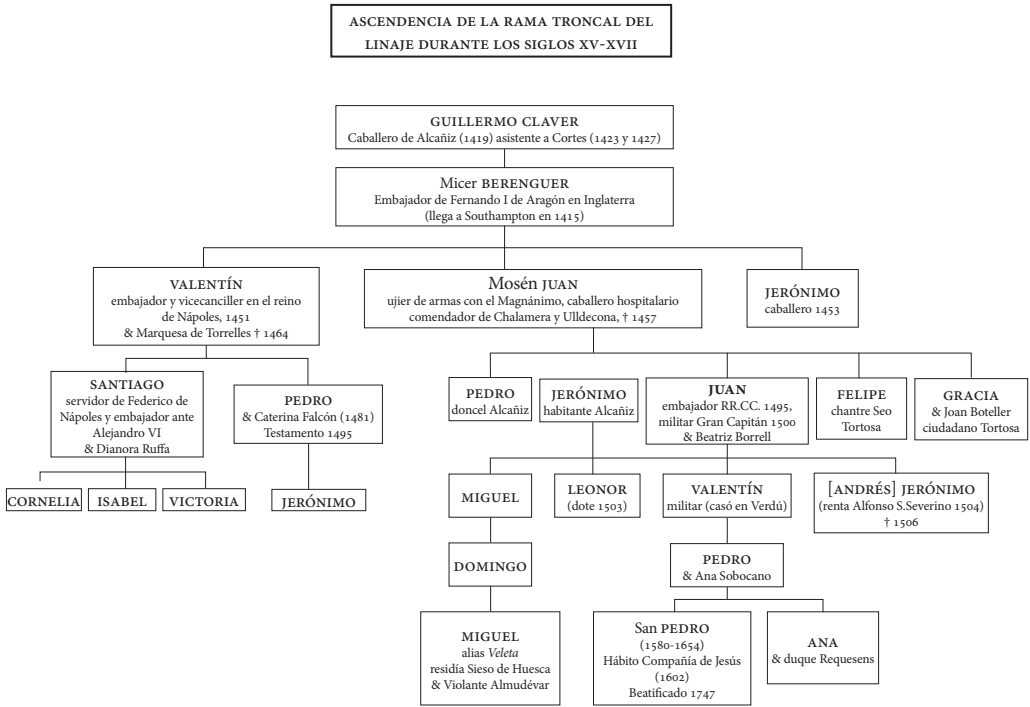 ASCENDENCIA DE LA RAMA TRONCAL DEL
LINAJE DURANTE LOS SIGLOS XV-XVII
GUILLERMO CLAVER
Caballero de Alcañiz (1419) asistente a Cortes (1423 y 1427)
Micer BERENGUER
Embajador de Fernando I de Aragón en Inglaterra
(llega a Southampton en 1415)
VALENTÍN
embajador y vicecanciller en el reino
de Nápoles, 1451
& Marquesa de Torrelles † 1464
Mosén JUAN
ujier de armas con el Magnánimo, caballero hospitalario
comendador de Chalamera y Ulldecona, † 1457
JERÓNIMO
caballero 1453
SANTIAGO
servidor de Federico de
Nápoles y embajador ante
Alejandro VI
& Dianora Ruffa
PEDRO
& Caterina Falcón (1481)
Testamento 1495
PEDRO
doncel Alcañiz
JERÓNIMO
habitante Alcañiz
JUAN
embajador RR.CC. 1495,
militar Gran Capitán 1500
& Beatriz Borrell
FELIPE
chantre Seo
Tortosa
GRACIA
& Joan Boteller
ciudadano Tortosa
CORNELIA
ISABEL
VICTORIA
JERÓNIMO
MIGUEL
LEONOR
(dote 1503)
VALENTÍN
militar (casó en Verdú)
[ANDRÉS] JERÓNIMO
(renta Alfonso S.Severino 1504)
† 1506
DOMINGO
PEDRO
& Ana Sobocano
MIGUEL
alias Veleta
residía Sieso de Huesca
& Violante Almudévar
San PEDRO
(1580-1654)
Hábito Compañía de Jesús
(1602)
Beatificado 1747
ANA
& duque Requesens